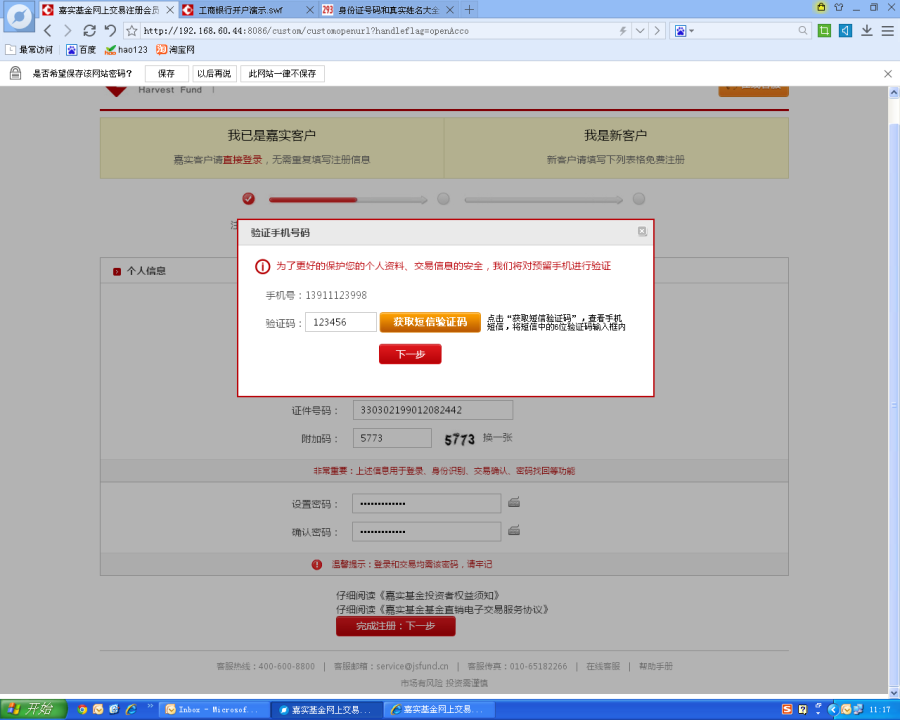 嘉实基金网上交易注册会员
工商银行开户演示.swf
身份证号码和真实姓名大全
http://192.168.60.44:8086/custom/customopenurl?handleflag=openAcco
最常访问 百度 hao123 淘宝网
是否希望保存该网站密码? 保存 以后再说 此网站一律不保存
Harvest Fund
我已是嘉实客户 我是新客户
嘉实客户请直接登录，无需重复填写注册信息 新客户请填写下列表格免费注册
验证手机号码
个人信息
为了更好的保护您的个人资料、交易信息的安全，我们将对预留手机进行验证
手机号：13911123998
验证码： 123456 获取短信验证码 点击“获取短信验证码”，查看手机
短信，将短信中的6位验证码输入框内
下一步
证件号码： 330302199012082442
附加码： 5773 5773 换一张
非常重要：上述信息用于登录、身份识别、交易确认、密码找回等功能
设置密码： •••••••••••••
确认密码： •••••••••••••
温馨提示：登录和交易均需该密码，请牢记
仔细阅读《嘉实基金投资者权益须知》
仔细阅读《嘉实基金基金直销电子交易服务协议》
完成注册：下一步
客服热线：400-600-8800 | 客服邮箱：service@jsfund.cn | 客服传真：010-65182266 | 在线客服 | 帮助手册
市场有风险 投资需谨慎
开始 Inbox - Microsof... 嘉实基金网上交易... 嘉实基金网上交易... 11:17